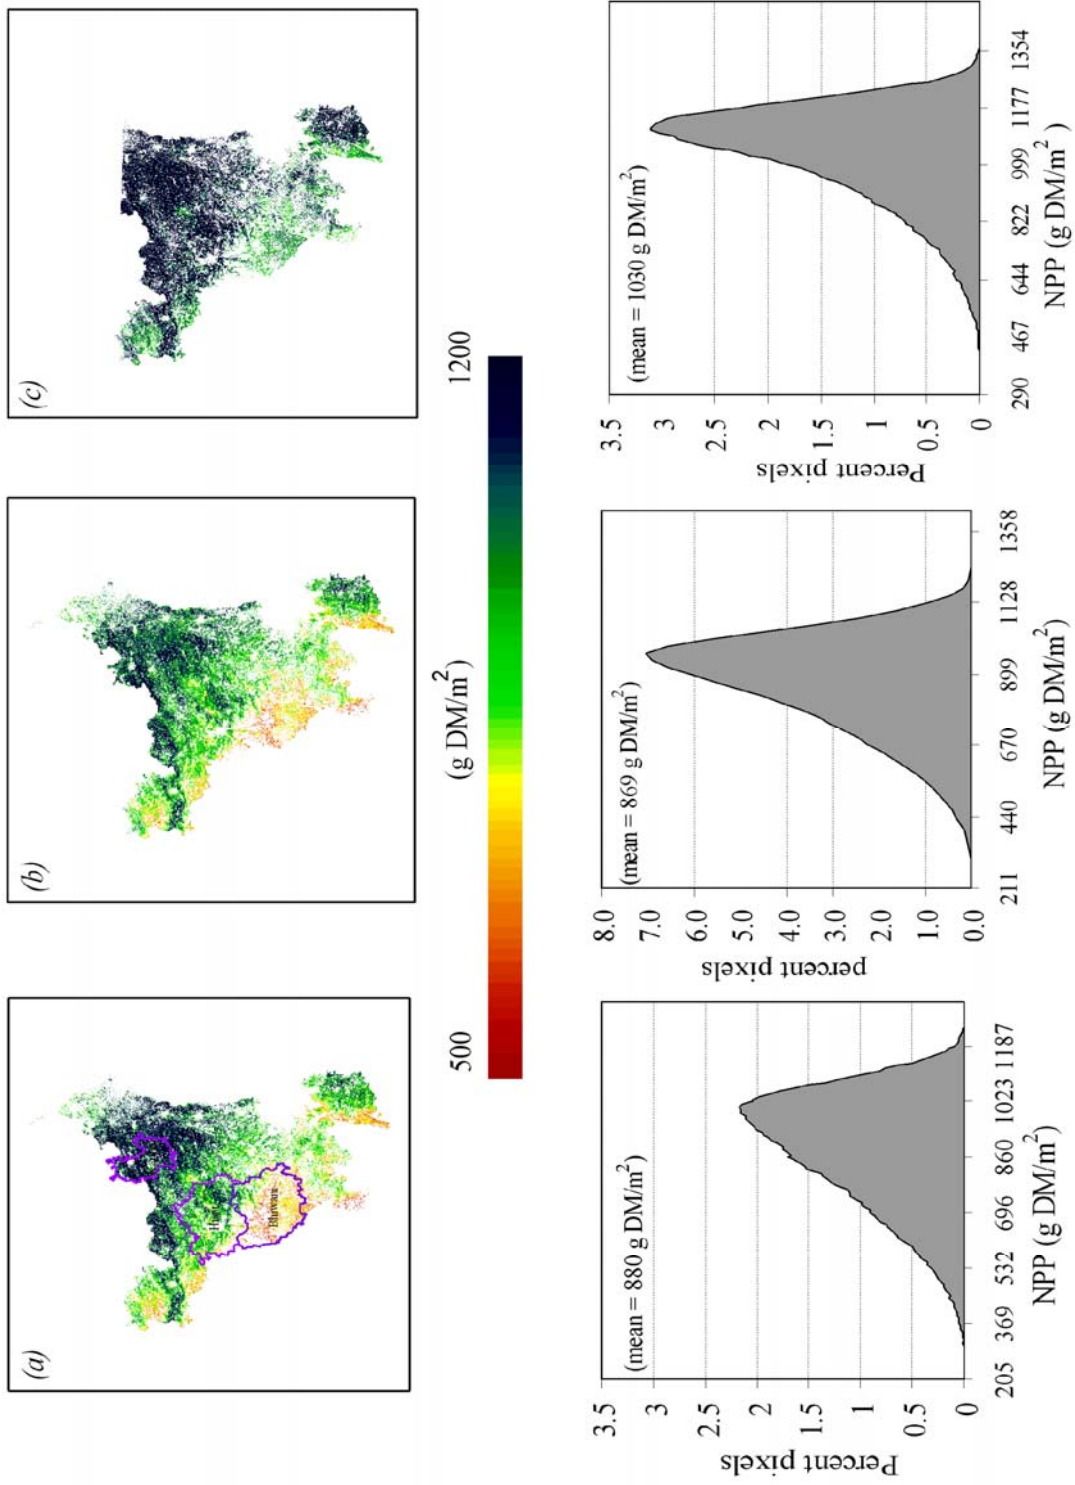 (a)
(b)
(c)
Bhiwani
500
(g DM/m²)
1200
(mean = 880 g DM/m²)
Percent pixels
3.5
3
2.5
2
1.5
1
0.5
0
205 369 532 696 860 1023 1187
NPP (g DM/m²)
(mean = 869 g DM/m²)
percent pixels
8.0
7.0
6.0
5.0
4.0
3.0
2.0
1.0
0.0
211 440 670 899 1128 1358
NPP (g DM/m²)
(mean = 1030 g DM/m²)
Percent pixels
3.5
3
2.5
2
1.5
1
0.5
0
290 467 644 822 999 1177 1354
NPP (g DM/m²)